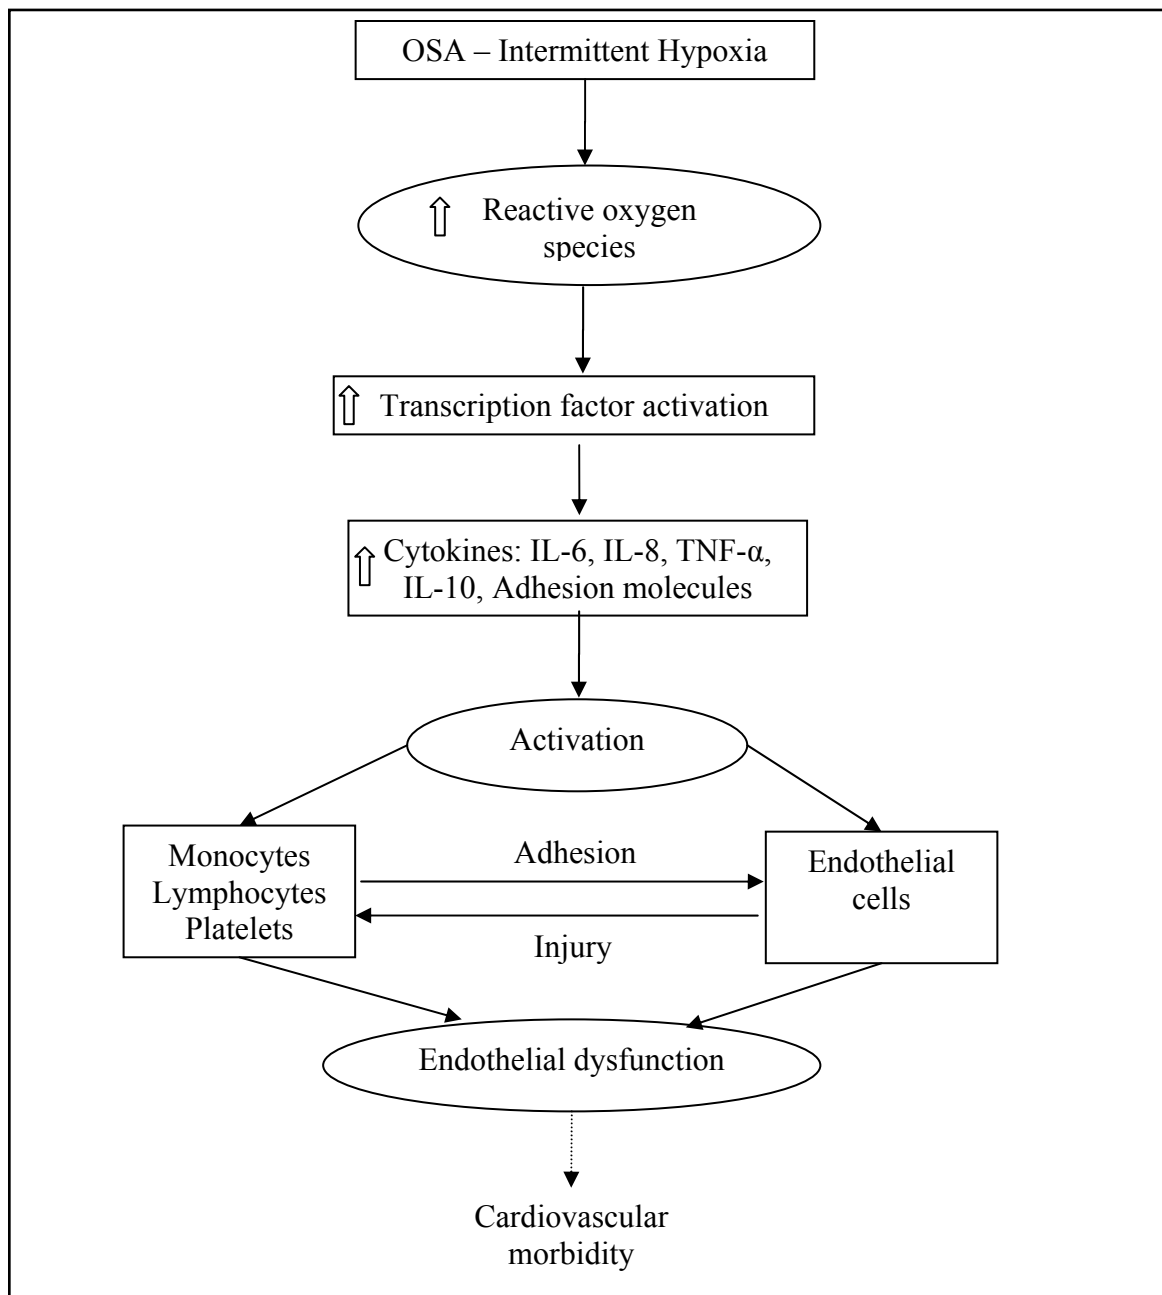 OSA – Intermittent Hypoxia
⇧ Reactive oxygen
species
⇧ Transcription factor activation
⇧ Cytokines: IL-6, IL-8, TNF-α,
IL-10, Adhesion molecules
Activation
Monocytes
Lymphocytes
Platelets
Adhesion
Injury
Endothelial
cells
Endothelial dysfunction
Cardiovascular
morbidity